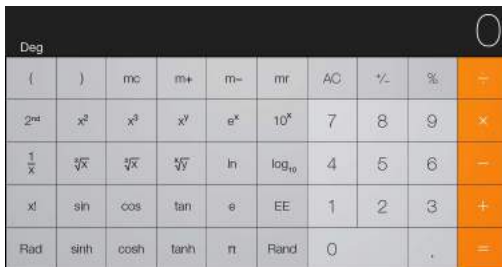 0
Deg
( ) mc m+ m- mr AC +/- % ÷
2nd x² x³ xʸ eˣ 10ˣ 7 8 9 ×
1/x ²√x ³√x ˣ√y ln log₁₀ 4 5 6 −
x! sin cos tan e EE 1 2 3 +
Rad sinh cosh tanh π Rand 0 . =